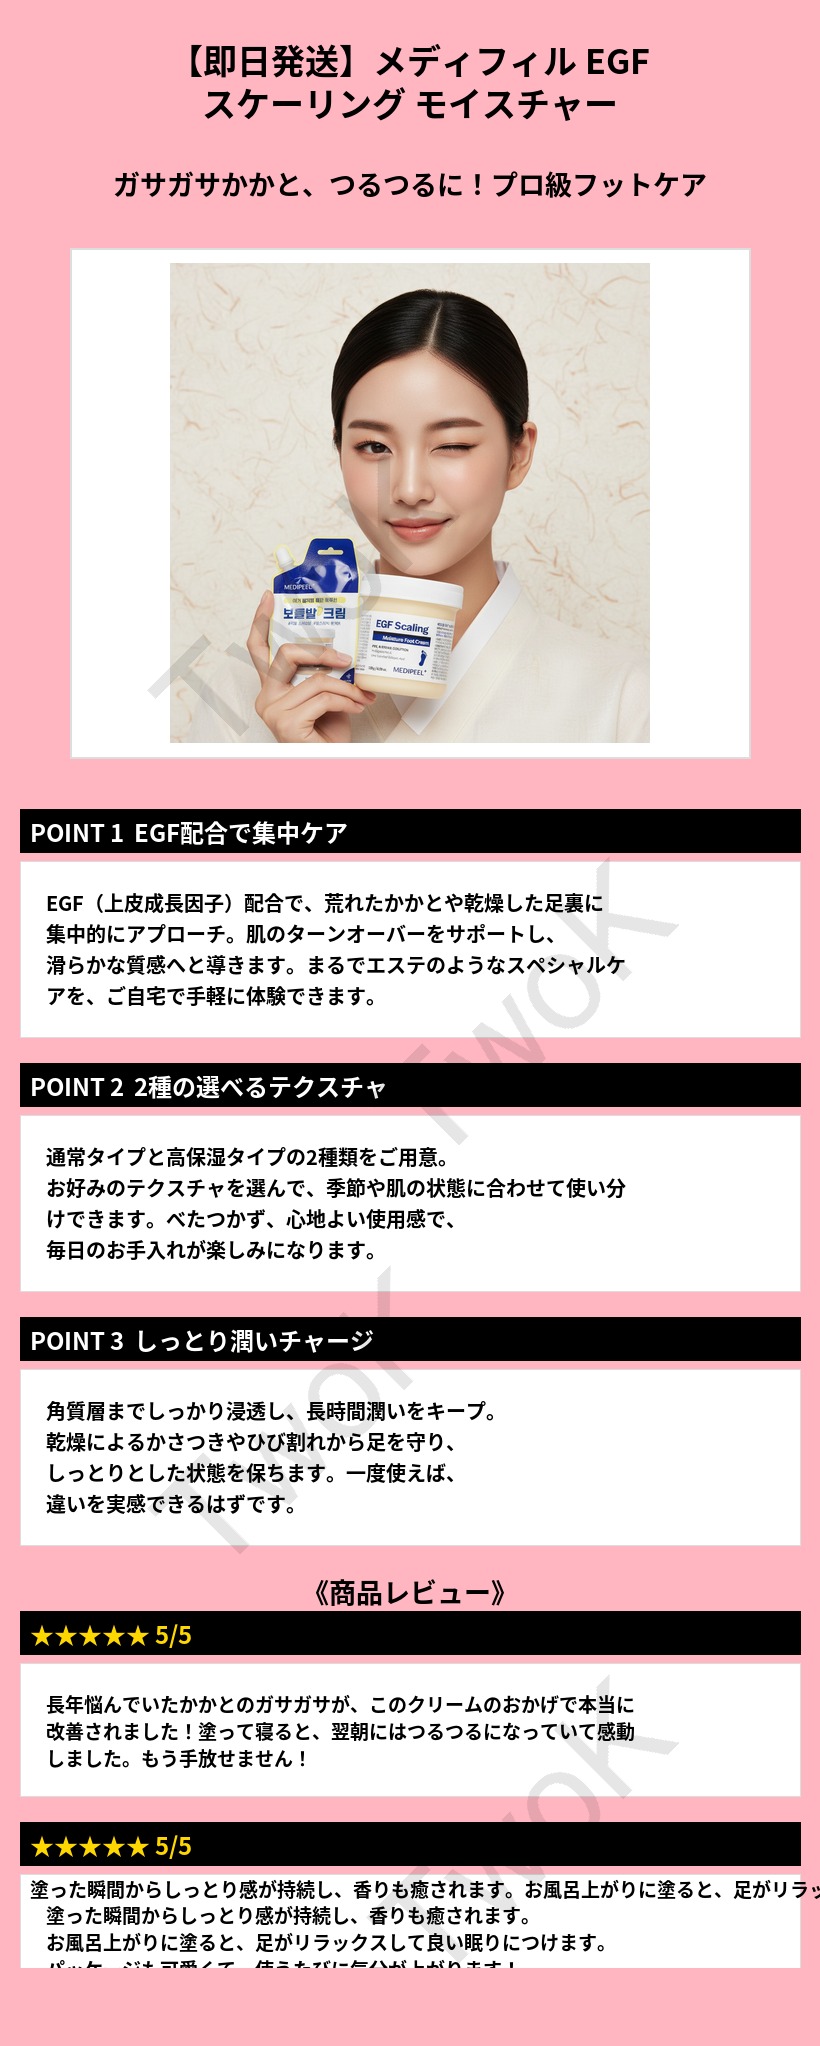 【即日発送】メディフィル EGF
スケーリング モイスチャー
ガサガサかかと、つるつるに！プロ級フットケア
MEDIPEEL
보들발 크림
EGF Scaling
Moisture Foot Cream
MEDIPEEL
TwoK
POINT 1 EGF配合で集中ケア
EGF（上皮成長因子）配合で、荒れたかかとや乾燥した足裏に
集中的にアプローチ。肌のターンオーバーをサポートし、
滑らかな質感へと導きます。まるでエステのようなスペシャルケ
アを、ご自宅で手軽に体験できます。
TwoK
POINT 2 2種の選べるテクスチャ
通常タイプと高保湿タイプの2種類をご用意。
お好みのテクスチャを選んで、季節や肌の状態に合わせて使い分
けできます。べたつかず、心地よい使用感で、
毎日のお手入れが楽しみになります。
POINT 3 しっとり潤いチャージ
角質層までしっかり浸透し、長時間潤いをキープ。
乾燥によるかさつきやひび割れから足を守り、
しっとりとした状態を保ちます。一度使えば、
違いを実感できるはずです。
TwoK
《商品レビュー》
★★★★★ 5/5
長年悩んでいたかかとのガサガサが、このクリームのおかげで本当に
改善されました！塗って寝ると、翌朝にはつるつるになっていて感動
しました。もう手放せません！
TwoK
★★★★★ 5/5
塗った瞬間からしっとり感が持続し、香りも癒されます。お風呂上がりに塗ると、足がリラッ
塗った瞬間からしっとり感が持続し、香りも癒されます。
お風呂上がりに塗ると、足がリラックスして良い眠りにつけます。
パッケージも可愛くて、使うたびに気分が上がります！